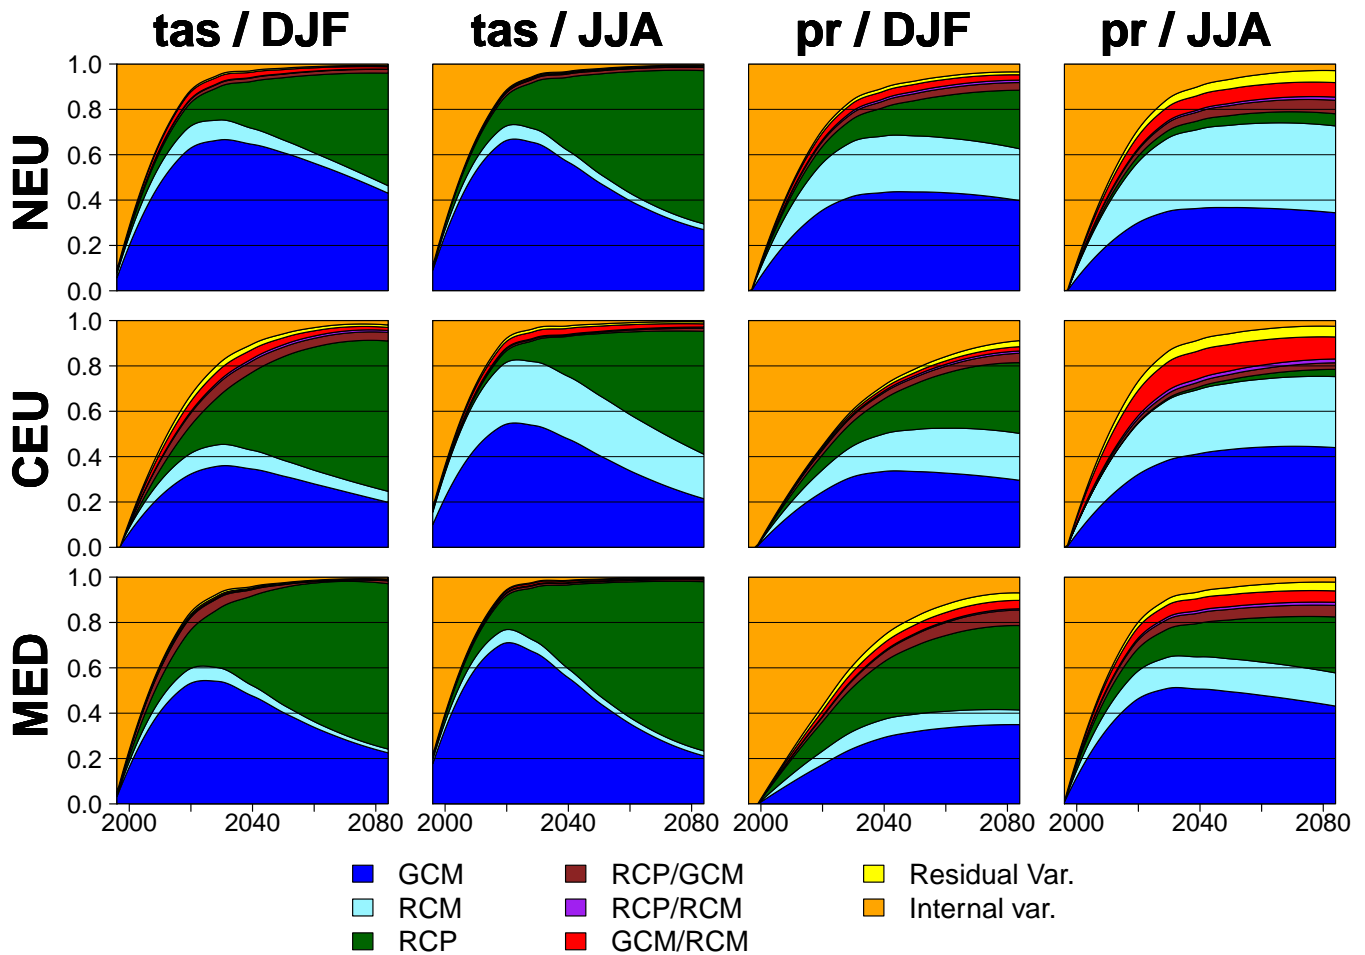 tas / DJF tas / JJA pr / DJF pr / JJA
NEU
1.0
0.8
0.6
0.4
0.2
0.0
CEU
1.0
0.8
0.6
0.4
0.2
0.0
MED
1.0
0.8
0.6
0.4
0.2
0.0
2000 2040 2080 2000 2040 2080 2000 2040 2080 2000 2040 2080
GCM RCP/GCM Residual Var.
RCM RCP/RCM Internal var.
RCP GCM/RCM